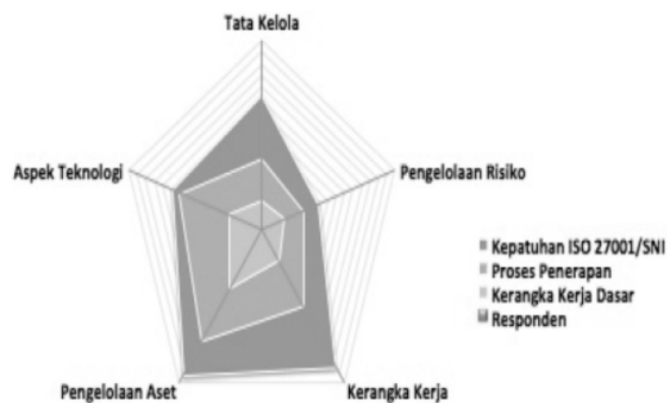 Tata Kelola
Aspek Teknologi
Pengelolaan Risiko
Kepatuhan ISO 27001/SNI
Proses Penerapan
Kerangka Kerja Dasar
Responden
Pengelolaan Aset
Kerangka Kerja